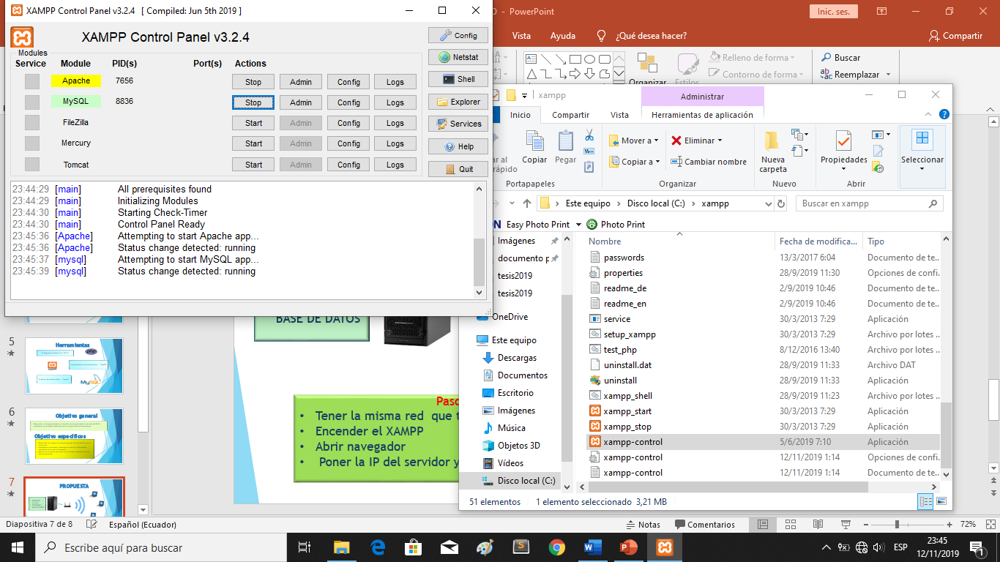 XAMPP Control Panel v3.2.4 [ Compiled: Jun 5th 2019 ]
XAMPP Control Panel v3.2.4
Config
Modules
Service Module PID(s) Port(s) Actions
Netstat
Apache 7656 Stop Admin Config Logs
Shell
MySQL 8836 Stop Admin Config Logs
Explorer
FileZilla Start Admin Config Logs
Services
Mercury Start Admin Config Logs
Help
Tomcat Start Admin Config Logs
Quit
23:44:29 [main] All prerequisites found
23:44:29 [main] Initializing Modules
23:44:30 [main] Starting Check-Timer
23:44:30 [main] Control Panel Ready
23:45:36 [Apache] Attempting to start Apache app...
23:45:36 [Apache] Status change detected: running
23:45:37 [mysql] Attempting to start MySQL app...
23:45:39 [mysql] Status change detected: running
O - PowerPoint
Inic. ses.
Vista Ayuda ¿Qué desea hacer? Compartir
Organizar Estilos
Relleno de forma
Contorno de forma
Buscar
Reemplazar
xampp
Administrar
Inicio Compartir Vista Herramientas de aplicación
ar al
rápido
Copiar Pegar
Mover a
Copiar a
Eliminar
Cambiar nombre
Nueva
carpeta
Propiedades
Seleccionar
Portapapeles Organizar Nuevo Abrir
Este equipo > Disco local (C:) > xampp
Buscar en xampp
Easy Photo Print Photo Print
Imágenes
documento p
tesis2019
tesis2019
OneDrive
Este equipo
Descargas
Documentos
Escritorio
Imágenes
Música
Objetos 3D
Vídeos
Disco local (C:)
Nombre Fecha de modifica... Tipo
passwords 13/3/2017 6:04 Documento de te...
properties 28/9/2019 11:30 Opciones de confi...
readme_de 2/9/2019 10:46 Documento de te...
readme_en 2/9/2019 10:46 Documento de te...
service 30/3/2013 7:29 Aplicación
setup_xampp 30/3/2013 7:29 Archivo por lotes ...
test_php 8/12/2016 13:40 Archivo por lotes ...
uninstall.dat 28/9/2019 11:33 Archivo DAT
uninstall 28/9/2019 11:33 Aplicación
xampp_shell 28/9/2019 11:23 Archivo por lotes ...
xampp_start 30/3/2013 7:29 Aplicación
xampp_stop 30/3/2013 7:29 Aplicación
xampp-control 5/6/2019 7:10 Aplicación
xampp-control 12/11/2019 1:14 Opciones de confi...
xampp-control 12/11/2019 1:14 Documento de te...
51 elementos 1 elemento seleccionado 3,21 MB
BASE DE DATOS
Paso
• Tener la misma red que t
• Encender el XAMPP
• Abrir navegador
• Poner la IP del servidor y
5
Herramientas
php
MySQL
6
Objetivo general
Objetivo específicos
7
PROPUESTA
Diapositiva 7 de 8 Español (Ecuador) Notas Comentarios 72%
Escribe aquí para buscar
ESP
23:45
12/11/2019
1